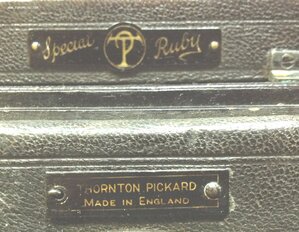 Special TP Ruby
THORNTON PICKARD
MADE IN ENGLAND